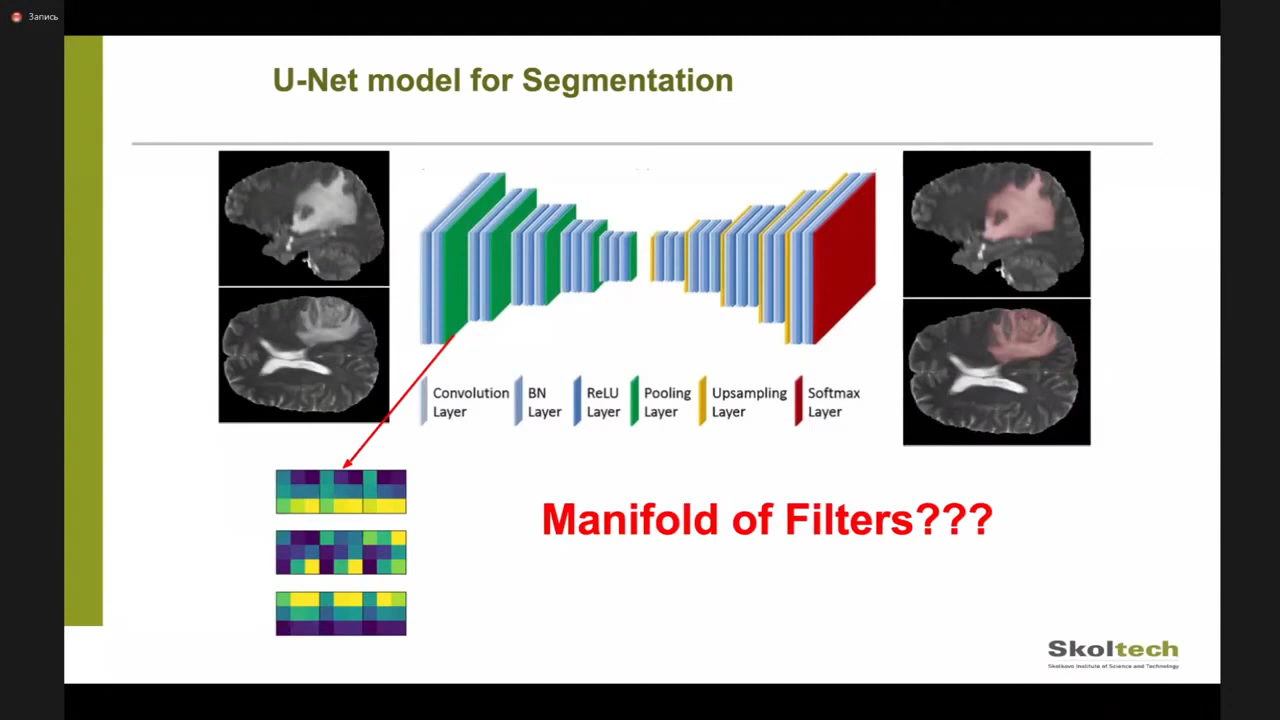 Запись
U-Net model for Segmentation
Convolution
Layer
BN
Layer
ReLU
Layer
Pooling
Layer
Upsampling
Layer
Softmax
Layer
Manifold of Filters???
Skoltech
Skolkovo Institute of Science and Technology